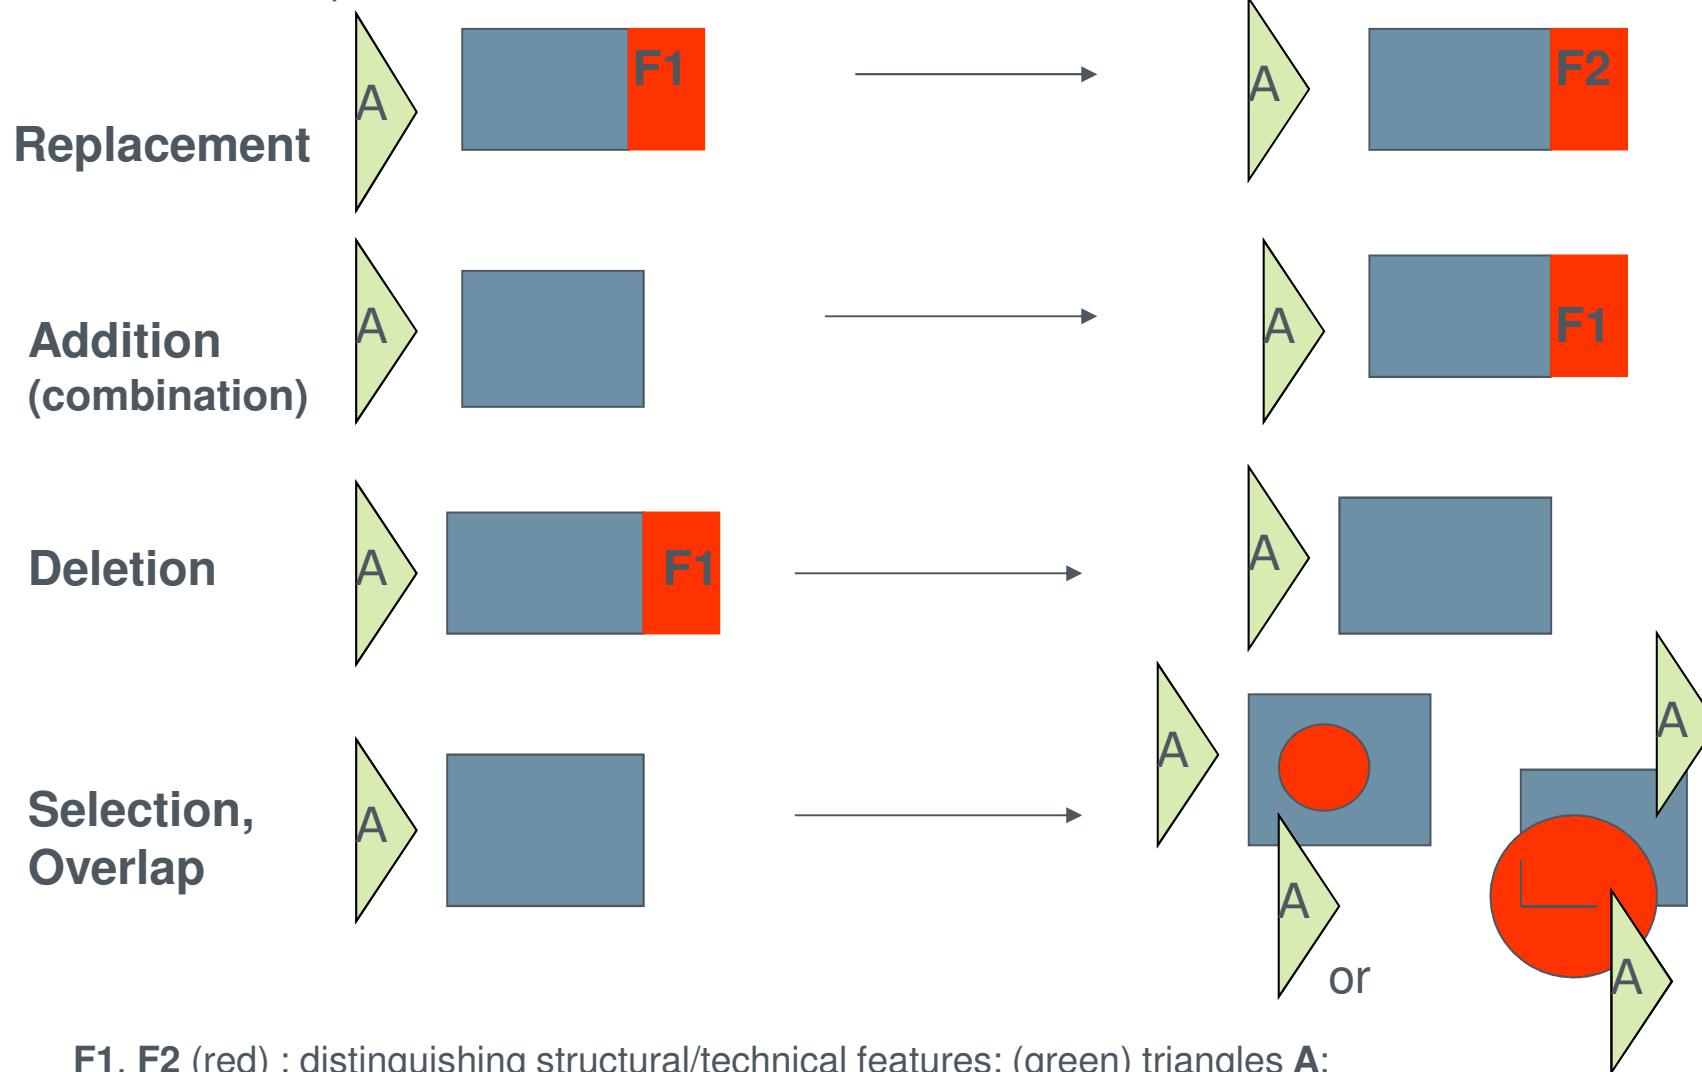 A F1 A F2
Replacement
A A F1
Addition
(combination)
A F1 A
Deletion
A A
Selection,
Overlap
A
A
A
or
F1, F2 (red) : distinguishing structural/technical features; (green) triangles A: